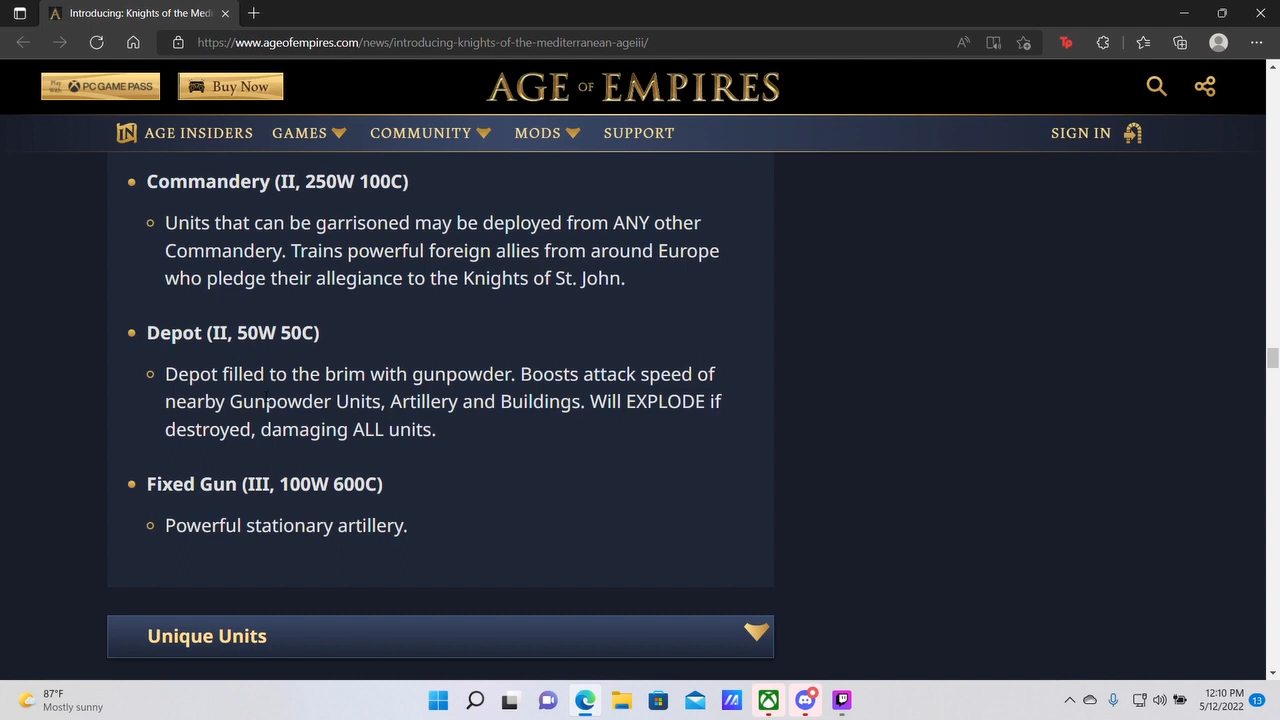 Introducing: Knights of the Med
https://www.ageofempires.com/news/introducing-knights-of-the-mediterranean-ageiii/
Play With PC GAME PASS
Buy Now
AGE OF EMPIRES
AGE INSIDERS GAMES COMMUNITY MODS SUPPORT SIGN IN
Commandery (II, 250W 100C)
Units that can be garrisoned may be deployed from ANY other
Commandery. Trains powerful foreign allies from around Europe
who pledge their allegiance to the Knights of St. John.
Depot (II, 50W 50C)
Depot filled to the brim with gunpowder. Boosts attack speed of
nearby Gunpowder Units, Artillery and Buildings. Will EXPLODE if
destroyed, damaging ALL units.
Fixed Gun (III, 100W 600C)
Powerful stationary artillery.
Unique Units
87°F
Mostly sunny
12:10 PM
5/12/2022
13